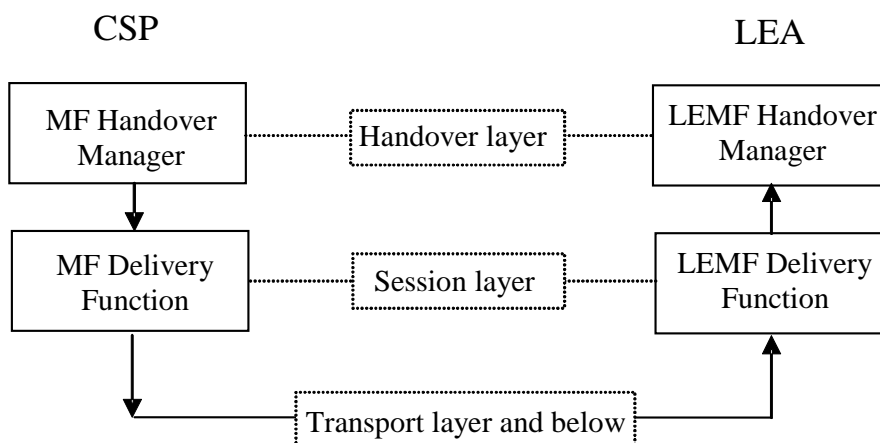 CSP
LEA
MF Handover
Manager
Handover layer
LEMF Handover
Manager
MF Delivery
Function
Session layer
LEMF Delivery
Function
Transport layer and below